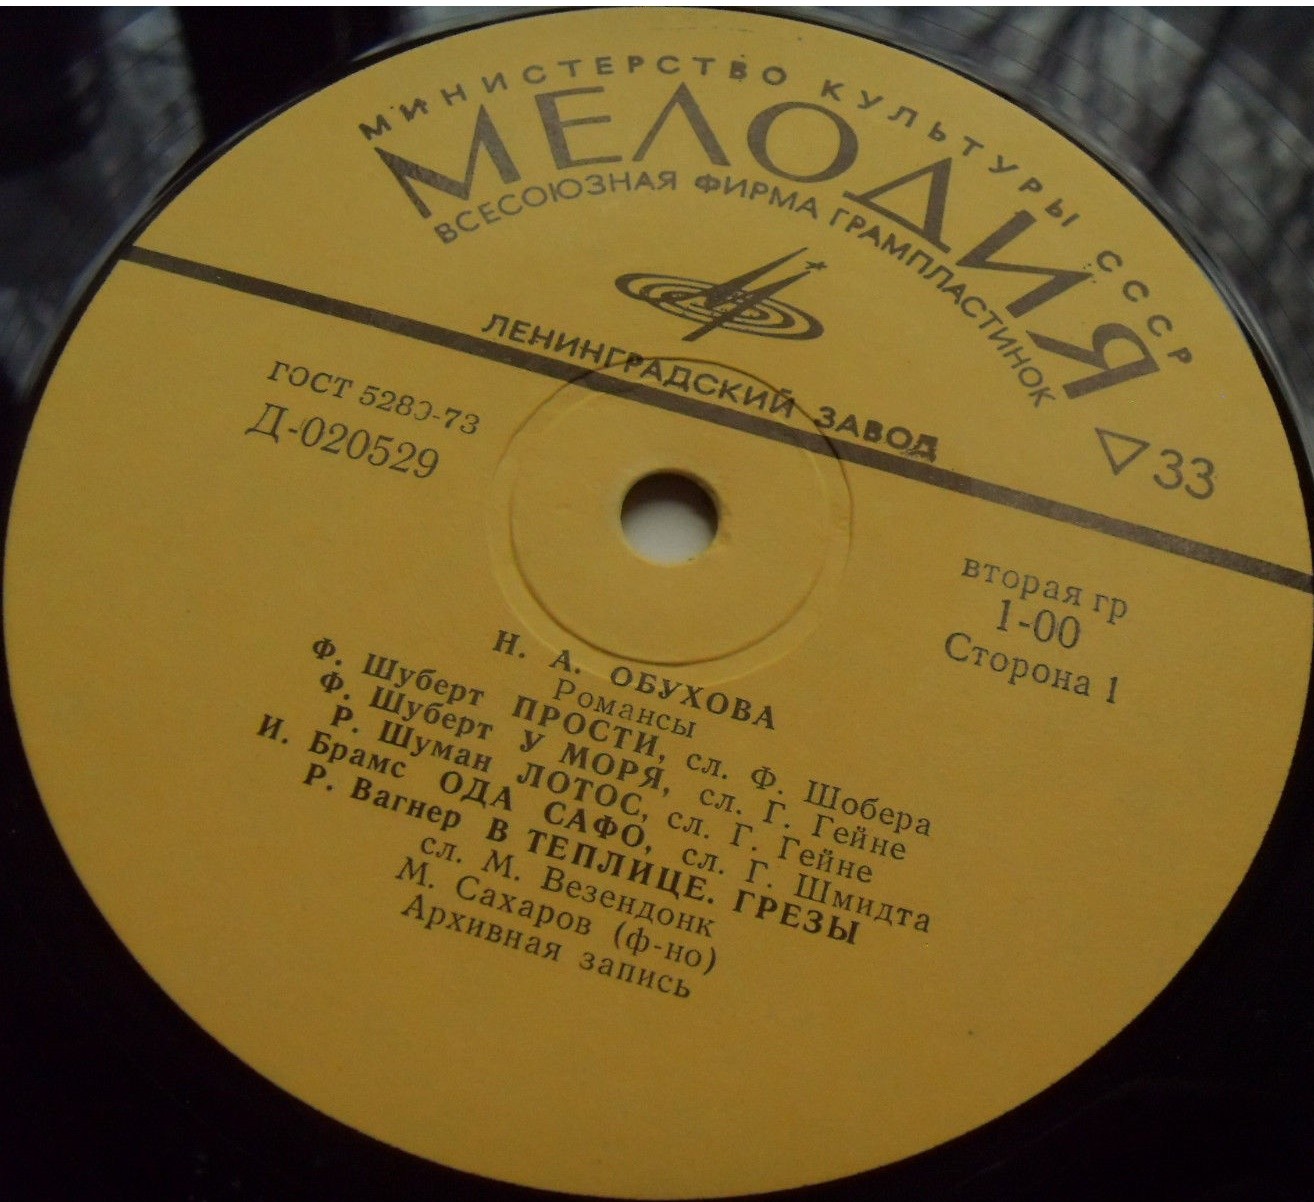 МИНИСТЕРСТВО КУЛЬТУРЫ СССР
МЕЛОДИЯ
ВСЕСОЮЗНАЯ ФИРМА ГРАМПЛАСТИНОК
ЛЕНИНГРАДСКИЙ ЗАВОД
▽ 33
ГОСТ 5289-73
Д-020529
вторая гр
1-00
Сторона 1
Н. А. ОБУХОВА
Романсы
Ф. Шуберт ПРОСТИ, сл. Ф. Шобера
Ф. Шуберт У МОРЯ, сл. Г. Гейне
Р. Шуман ЛОТОС, сл. Г. Гейне
И. Брамс ОДА САФО, сл. Г. Шмидта
Р. Вагнер В ТЕПЛИЦЕ. ГРЕЗЫ
сл. М. Везендонк
М. Сахаров (ф-но)
Архивная запись